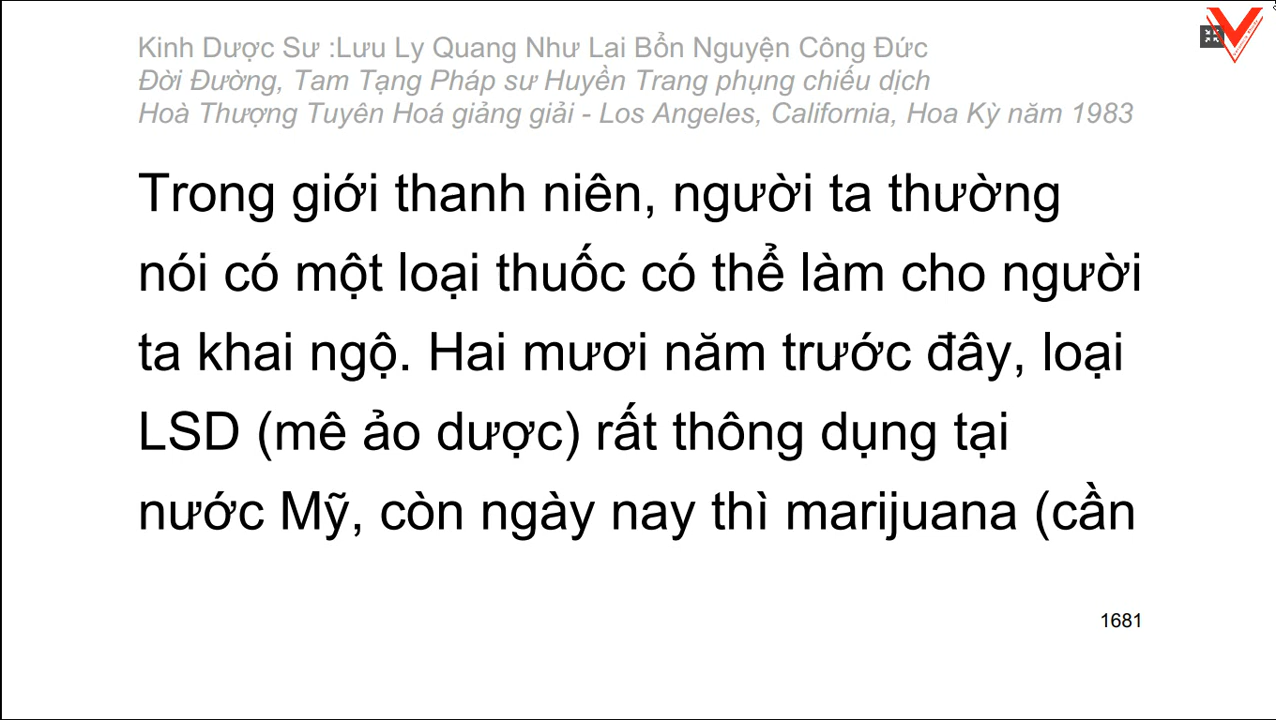 Kinh Dược Sư :Lưu Ly Quang Như Lai Bổn Nguyện Công Đức
Đời Đường, Tam Tạng Pháp sư Huyền Trang phụng chiếu dịch
Hoà Thượng Tuyên Hoá giảng giải - Los Angeles, California, Hoa Kỳ năm 1983
Trong giới thanh niên, người ta thường
nói có một loại thuốc có thể làm cho người
ta khai ngộ. Hai mươi năm trước đây, loại
LSD (mê ảo dược) rất thông dụng tại
nước Mỹ, còn ngày nay thì marijuana (cần
1681